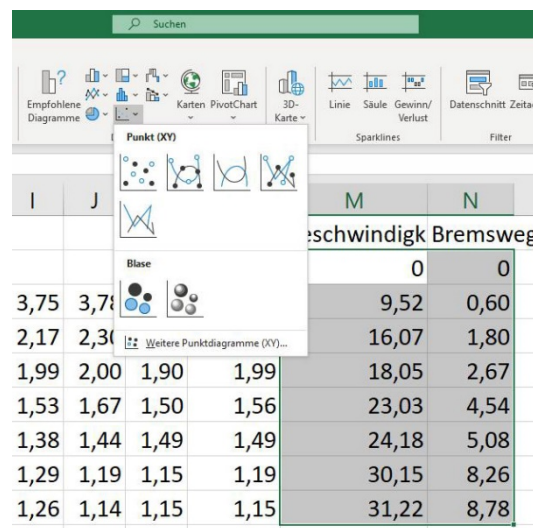 Suchen
Empfohlene Diagramme
Karten
PivotChart
3D-Karte
Linie
Säule
Gewinn/Verlust
Datenschnitt
Sparklines
Filter
Punkt (XY)
Blase
Weitere Punktdiagramme (XY)...
I J M N
eschwindigk Bremsweg
0 0
3,75 3,78 9,52 0,60
2,17 2,30 16,07 1,80
1,99 2,00 1,90 1,99 18,05 2,67
1,53 1,67 1,50 1,56 23,03 4,54
1,38 1,44 1,49 1,49 24,18 5,08
1,29 1,19 1,15 1,19 30,15 8,26
1,26 1,14 1,15 1,15 31,22 8,78